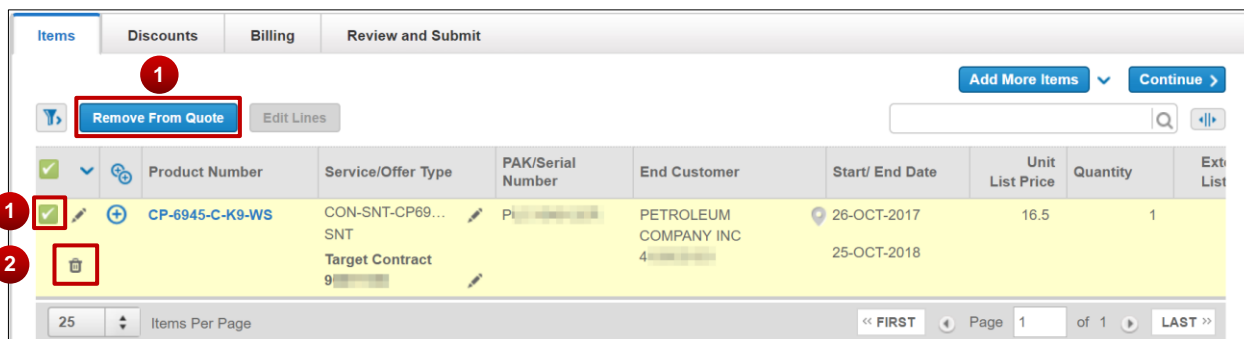 Items Discounts Billing Review and Submit
1
Add More Items Continue
Remove From Quote Edit Lines
Product Number Service/Offer Type PAK/Serial Number End Customer Start/ End Date Unit List Price Quantity List
1 CP-6945-C-K9-WS CON-SNT-CP69... P PETROLEUM 26-OCT-2017 16.5 1
SNT COMPANY INC
2 Target Contract 4 25-OCT-2018
9
25 Items Per Page « FIRST Page 1 of 1 LAST »